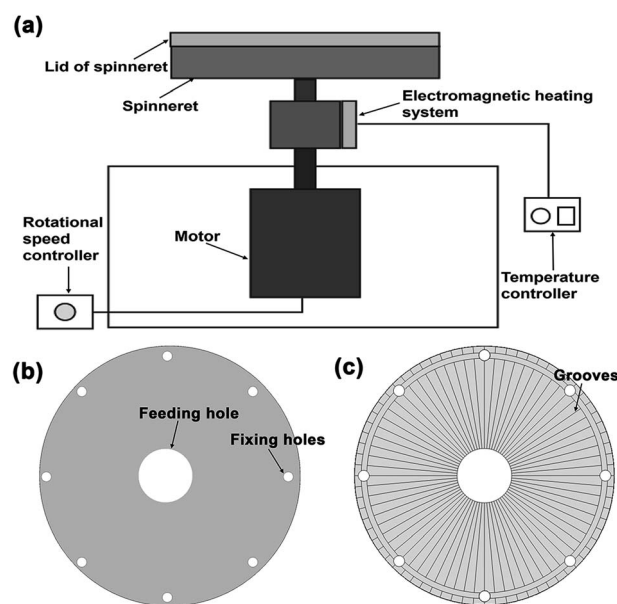 (a)
Lid of spinneret
Spinneret
Electromagnetic heating
system
Rotational
speed
controller
Motor
Temperature
controller
(b)
Feeding hole
Fixing holes
(c)
Grooves